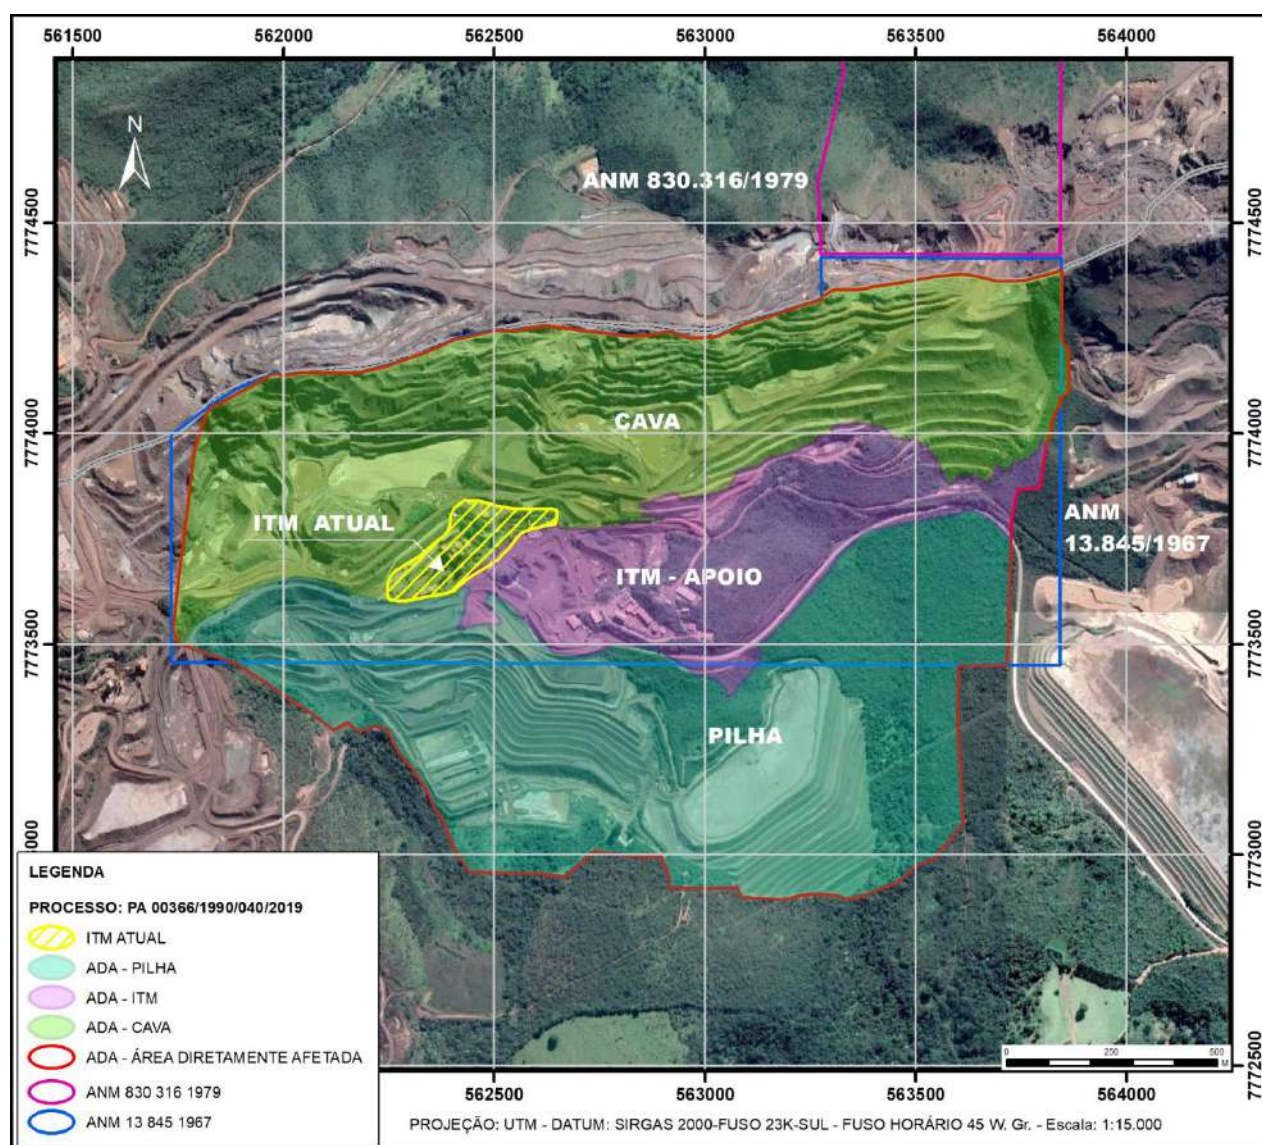 561500 562000 562500 563000 563500 564000
N
ANM 830.316/1979
7774500 7774500
CAVA
7774000 7774000
ITM ATUAL
ANM
13.845/1967
ITM - APOIO
7773500 7773500
PILHA
7773000
LEGENDA
PROCESSO: PA 00366/1990/040/2019
ITM ATUAL
ADA - PILHA
ADA - ITM
ADA - CAVA
ADA - ÁREA DIRETAMENTE AFETADA
ANM 830 316 1979
ANM 13 845 1967
0 250 500
M
7772500
562500 563000 563500 564000
PROJEÇÃO: UTM - DATUM: SIRGAS 2000-FUSO 23K-SUL - FUSO HORÁRIO 45 W. Gr. - Escala: 1:15.000